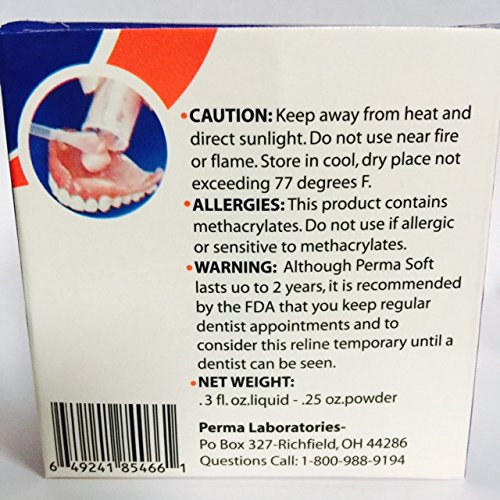 •CAUTION: Keep away from heat and
direct sunlight. Do not use near fire
or flame. Store in cool, dry place not
exceeding 77 degrees F.
•ALLERGIES: This product contains
methacrylates. Do not use if allergic
or sensitive to methacrylates.
•WARNING: Although Perma Soft
lasts uo to 2 years, it is recommended
by the FDA that you keep regular
dentist appointments and to
consider this reline temporary until a
dentist can be seen.
•NET WEIGHT:
.3 fl. oz.liquid - .25 oz.powder
Perma Laboratories-
Po Box 327-Richfield, OH 44286
Questions Call: 1-800-988-9194
6 49241 85466 1